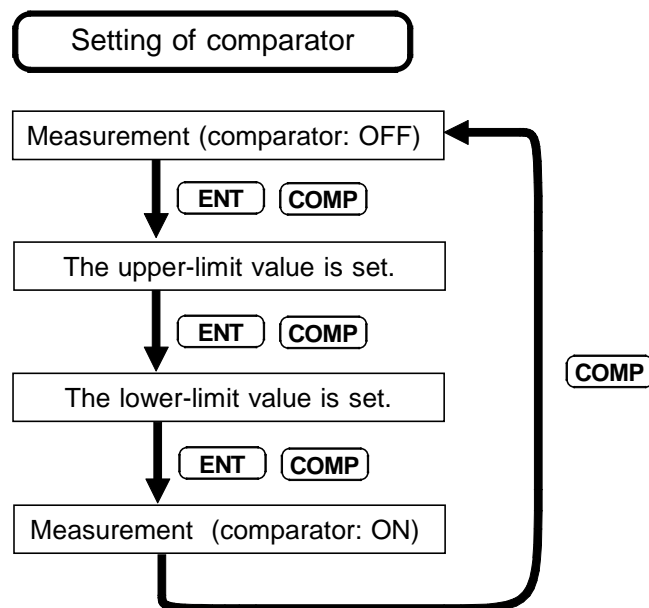 Setting of comparator
Measurement (comparator: OFF)
ENT COMP
The upper-limit value is set.
ENT COMP
COMP
The lower-limit value is set.
ENT COMP
Measurement (comparator: ON)